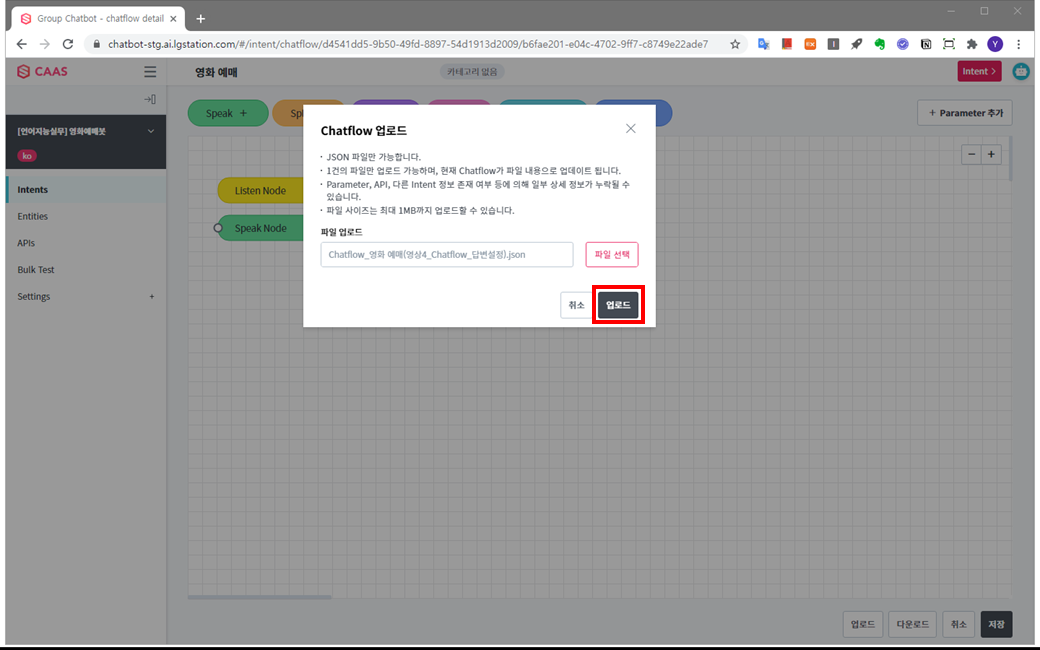 Group Chatbot - chatflow detail
chatbot-stg.ai.lgstation.com/#/intent/chatflow/d4541dd5-9b50-49fd-8897-54d1913d2009/b6fae201-e04c-4702-9ff7-c8749e22ade7
CAAS
영화 예매
카테고리 없음
Intent >
[언어지능실무] 영화예매봇
ko
Intents
Entities
APIs
Bulk Test
Settings +
Speak +
Spl
+ Parameter 추가
− +
Listen Node
Speak Node
Chatflow 업로드
· JSON 파일만 가능합니다.
· 1건의 파일만 업로드 가능하며, 현재 Chatflow가 파일 내용으로 업데이트 됩니다.
· Parameter, API, 다른 Intent 정보 존재 여부 등에 의해 일부 상세 정보가 누락될 수
있습니다.
· 파일 사이즈는 최대 1MB까지 업로드할 수 있습니다.
파일 업로드
Chatflow_영화 예매(영상4_Chatflow_답변설정).json
파일 선택
취소
업로드
업로드
다운로드
취소
저장